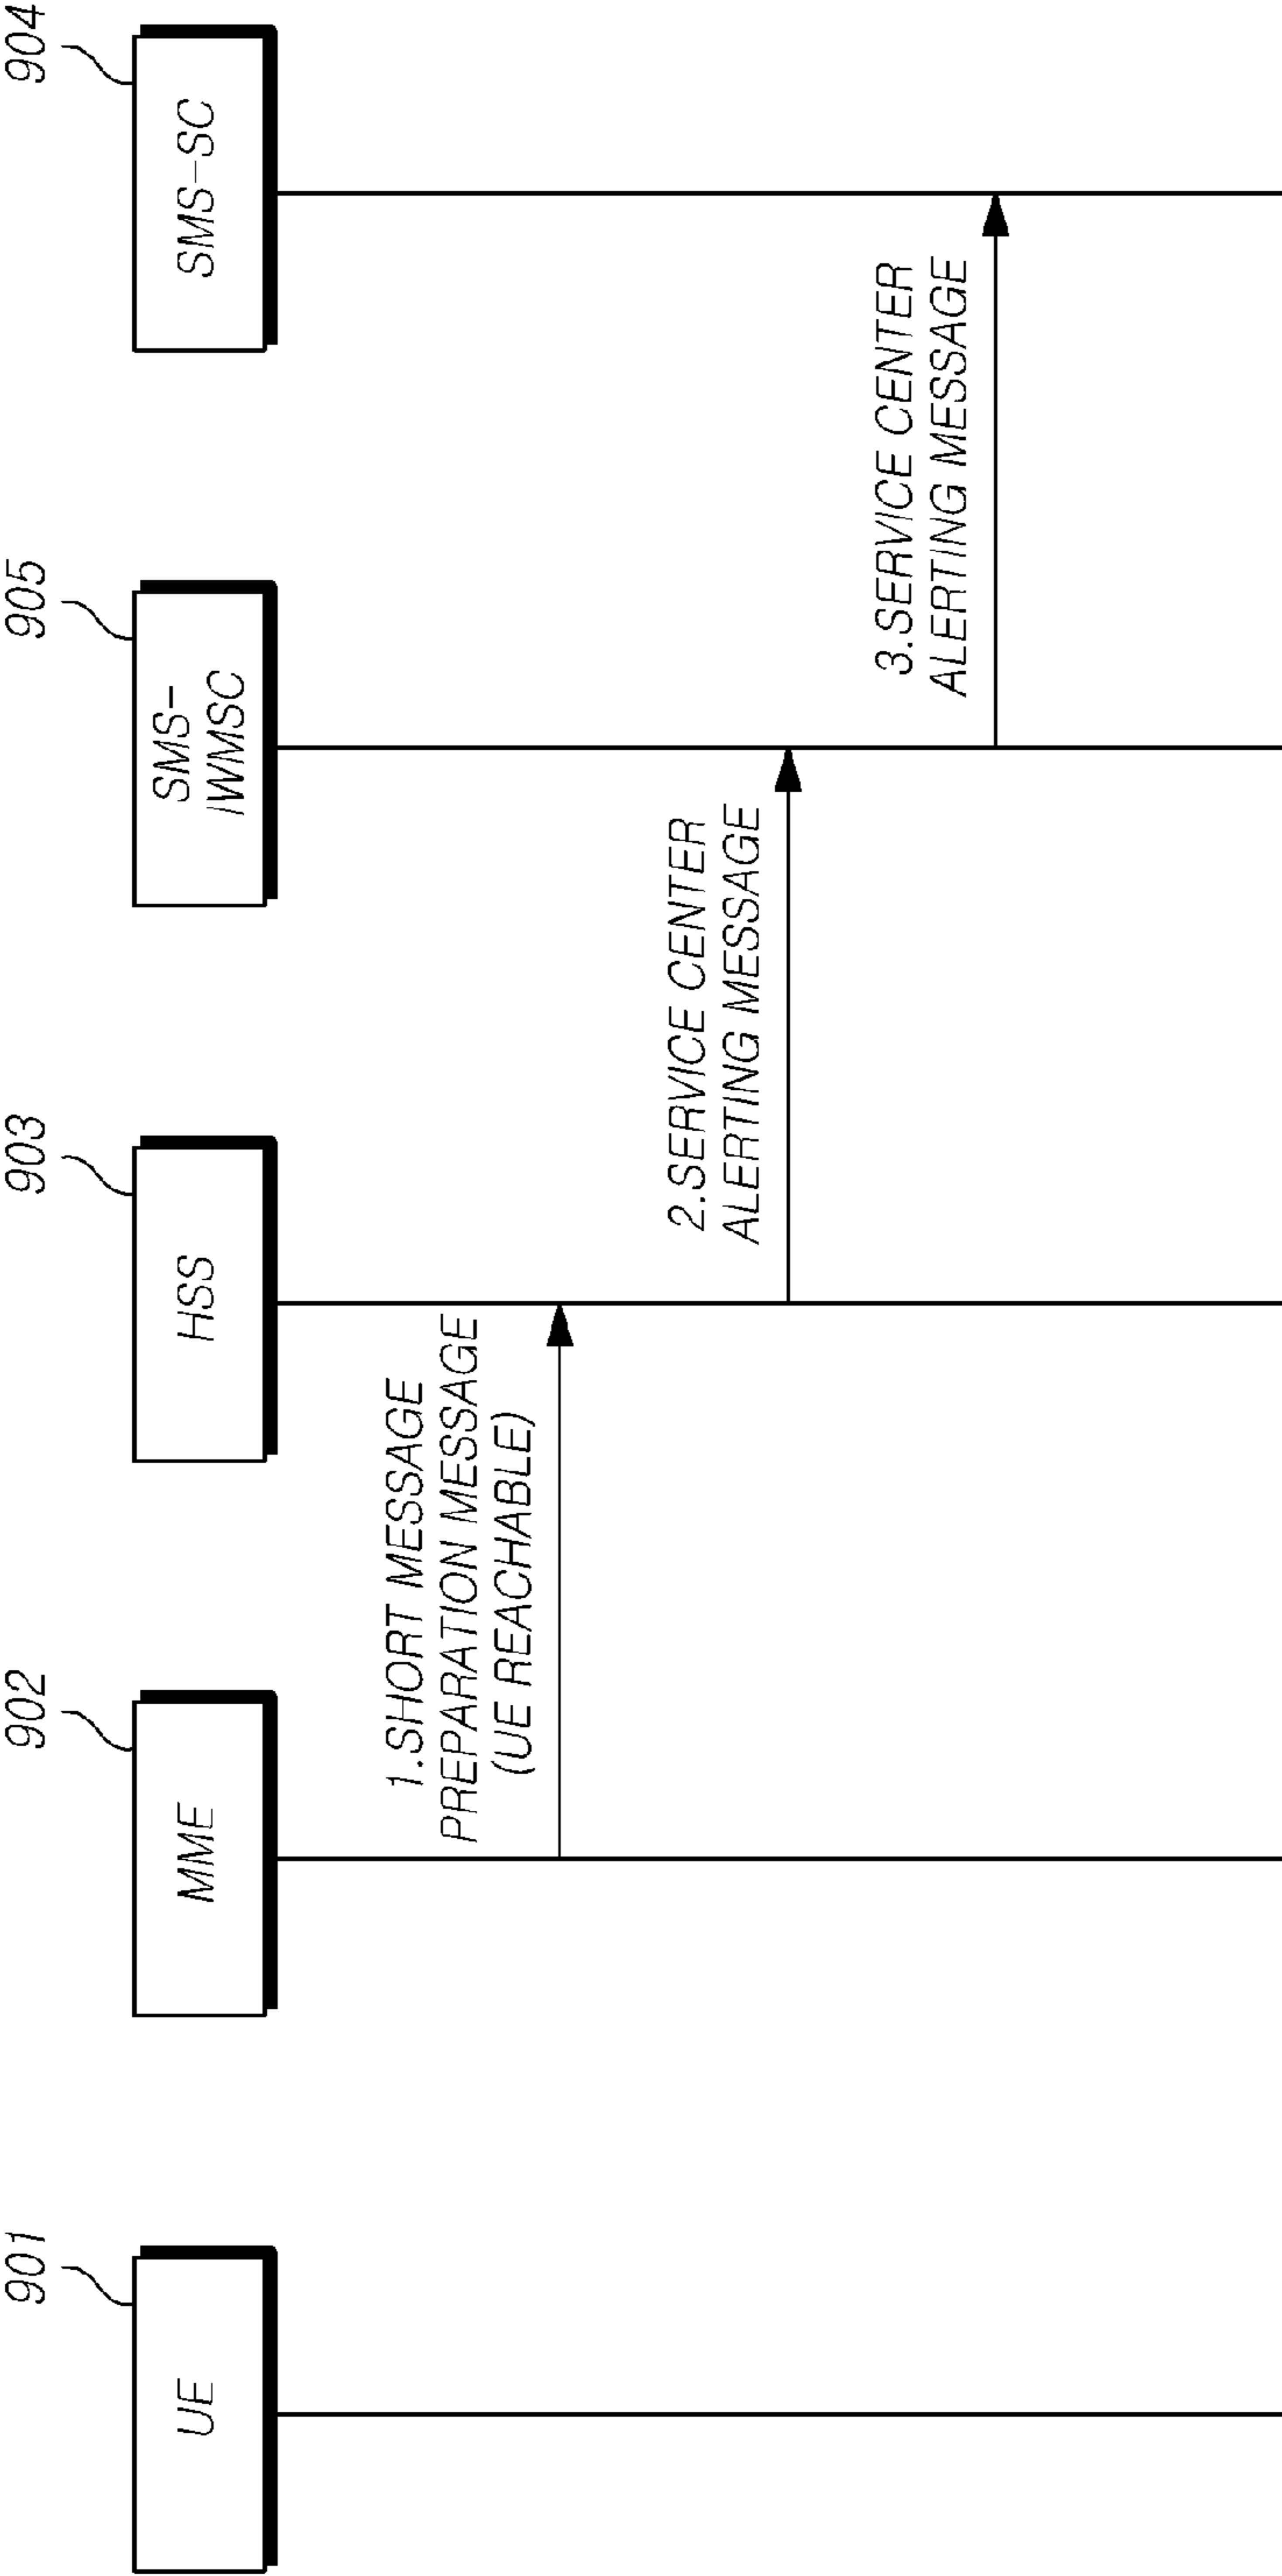 901
902
903
905
904
UE
MME
HSS
SMS-
IWMSC
SMS-SC
1.SHORT MESSAGE
PREPARATION MESSAGE
(UE REACHABLE)
2.SERVICE CENTER
ALERTING MESSAGE
3.SERVICE CENTER
ALERTING MESSAGE